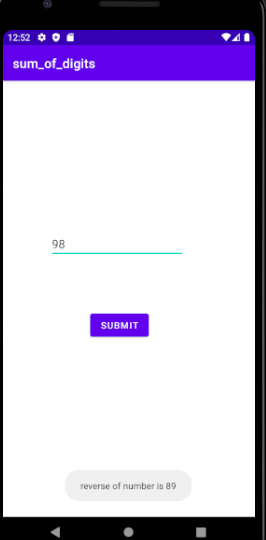 12:52
sum_of_digits
98
SUBMIT
reverse of number is 89